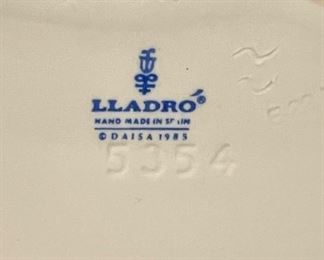 LLADRÓ®
HAND MADE IN SPAIN
© DAISA 1985
5354